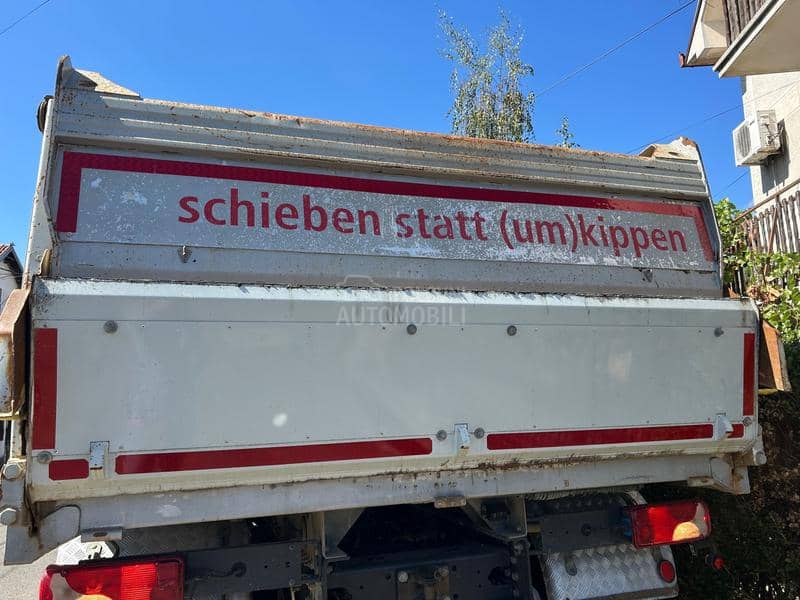 schieben statt (um)kippen
AUTOMOBILI